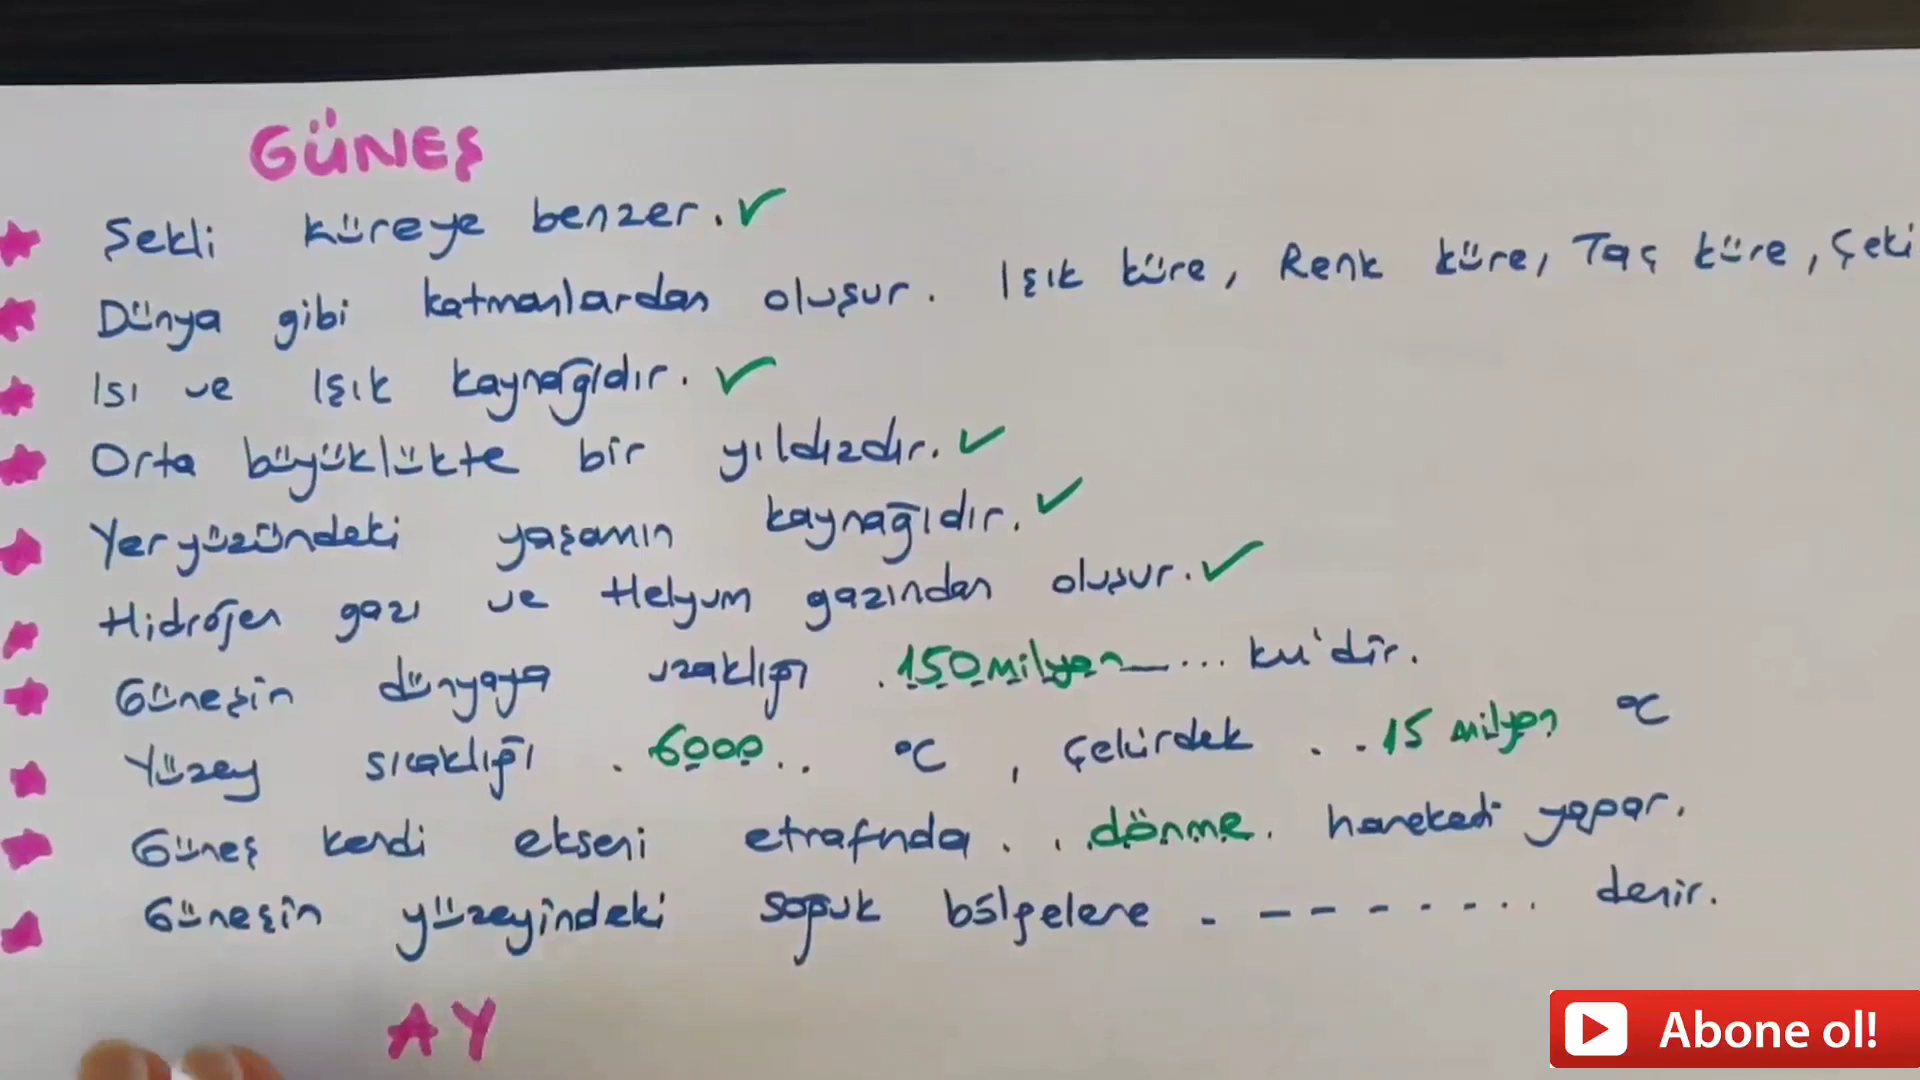 GÜNEŞ
Şekli küreye benzer.
Dünya gibi katmanlardan oluşur. Işık küre, Renk küre, Taç küre, Çeki
Isı ve Işık kaynağıdır.
Orta büyüklükte bir yıldızdır.
Yeryüzündeki yaşamın kaynağıdır.
Hidrojen gazı ve Helyum gazından oluşur.
Güneşin dünyaya uzaklığı .150 milyon... km'dir.
Yüzey sıcaklığı . 6000 .. °C , Çekirdek . . 15 milyon °C
Güneş kendi ekseni etrafında . . .dönme. hareketi yapar.
Güneşin yüzeyindeki soğuk bölgelere . - - - - - . . . denir.
AY
Abone ol!